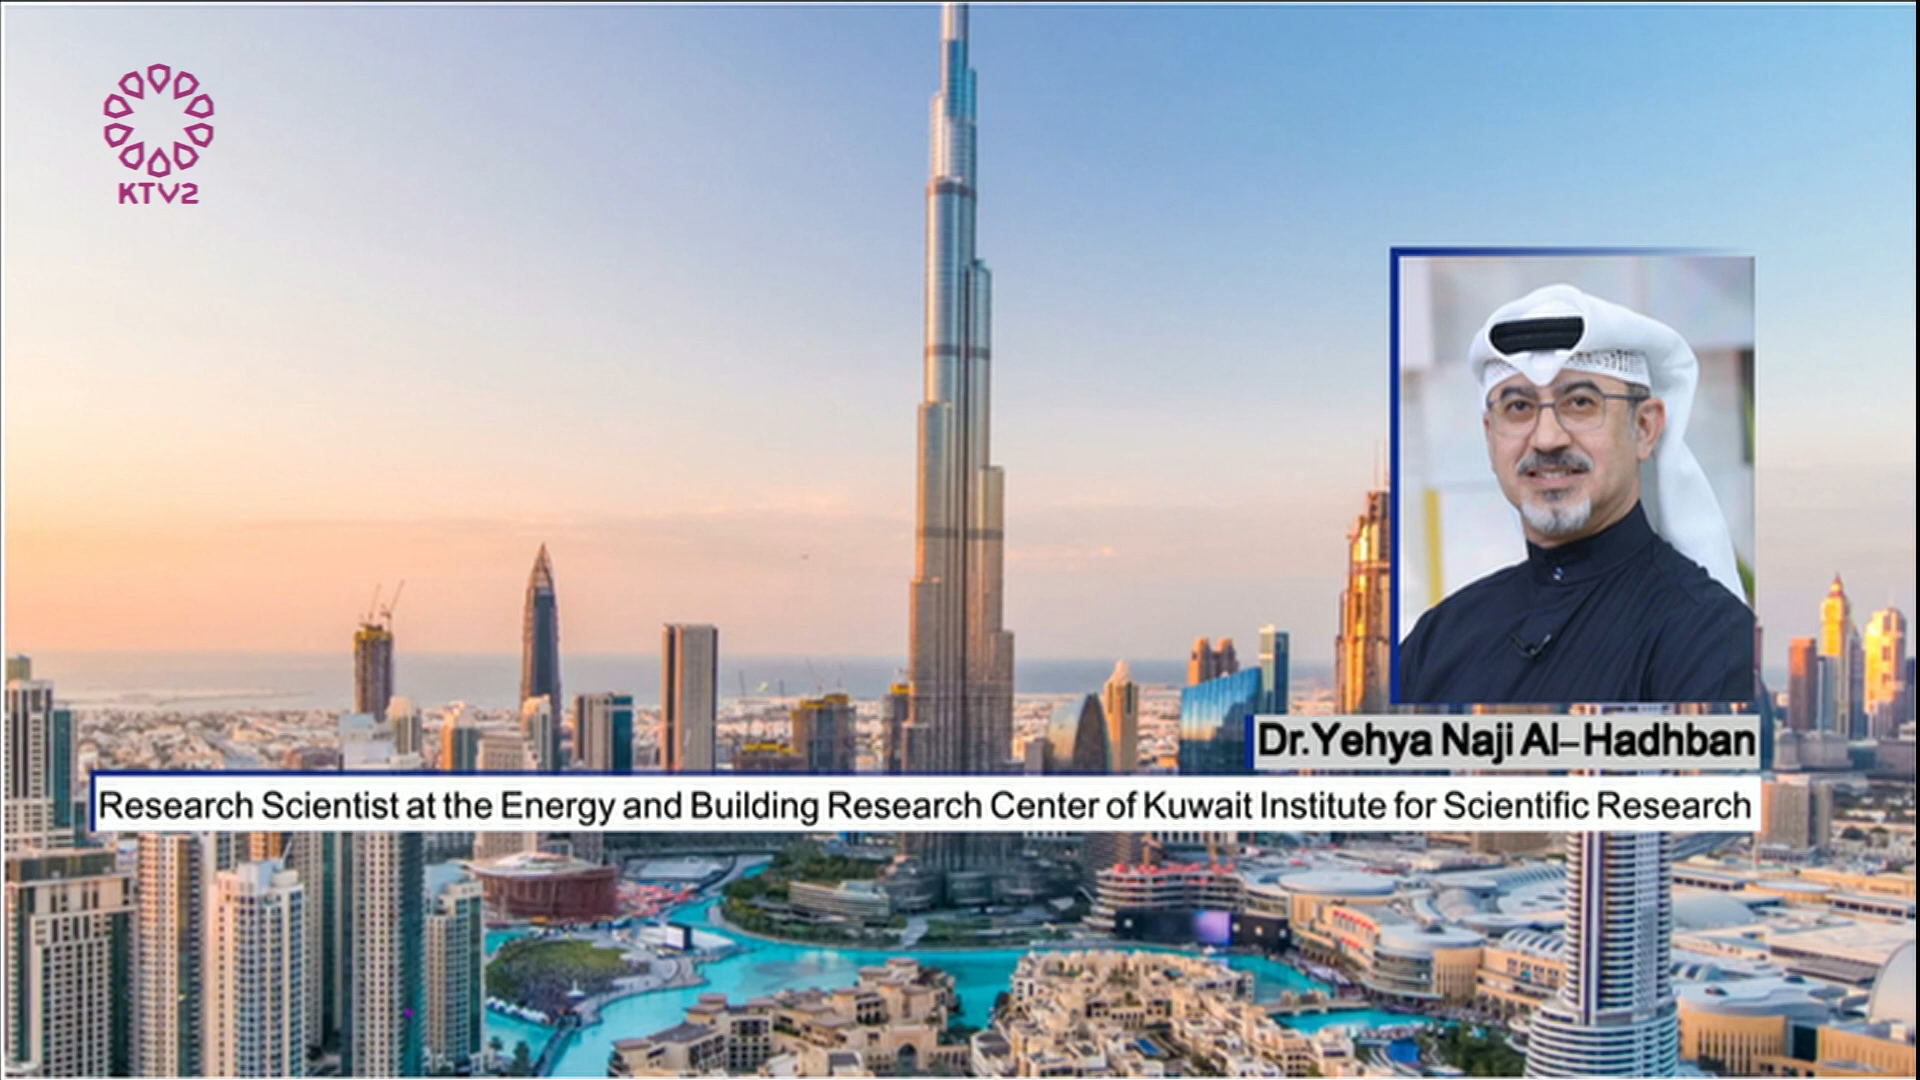 KTV2
Dr.Yehya Naji Al-Hadhban
Research Scientist at the Energy and Building Research Center of Kuwait Institute for Scientific Research